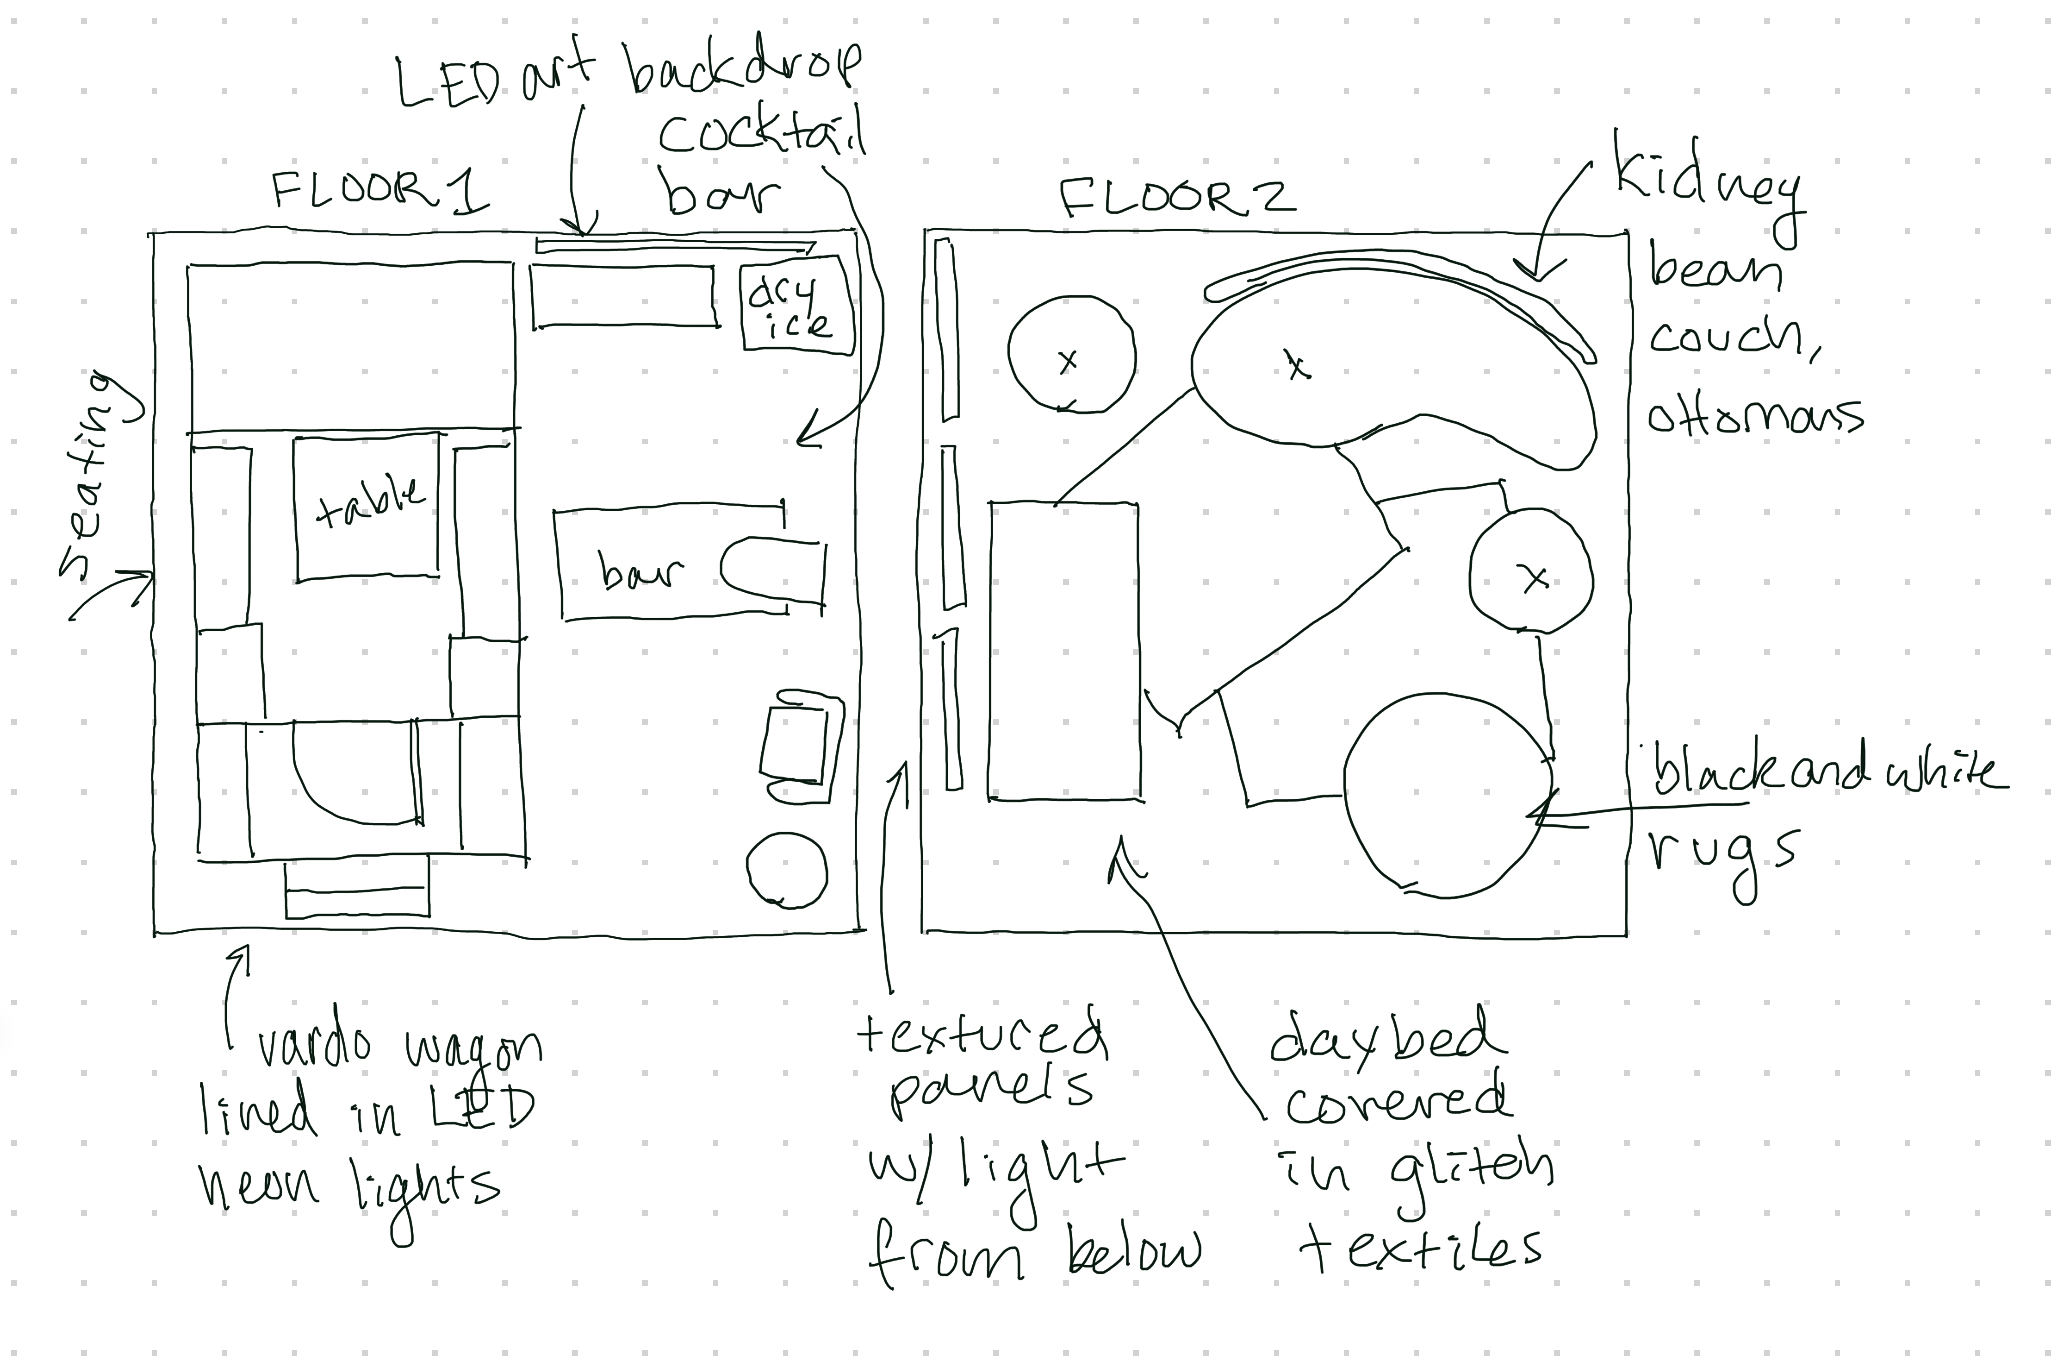 LED art backdrop
cocktail
bar
FLOOR 1
dry
ice
seating
table
bar
vardo wagon
lined in LED
neon lights
FLOOR 2
kidney
bean
couch,
ottomans
x
x
x
black and white
rugs
textured
panels
w/ light
from below
daybed
covered
in glitch
textiles